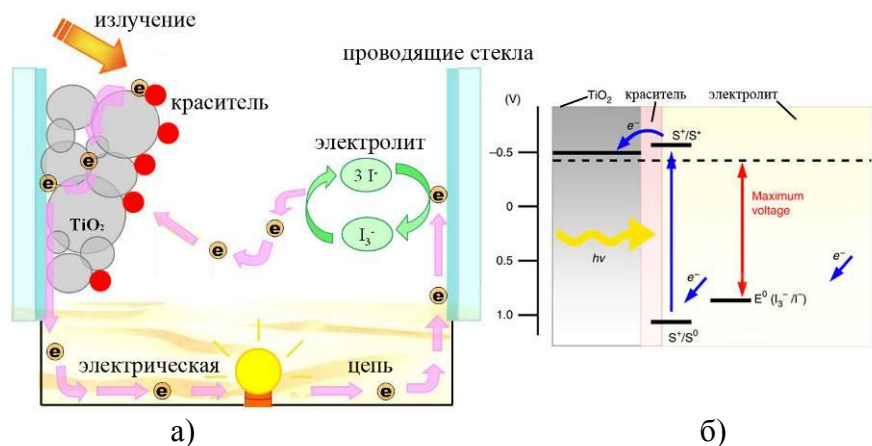 излучение
проводящие стекла
e
краситель
электролит
3 I-
e
e
e
TiO₂
I₃⁻
e
e
e
e
электрическая
цепь
e
e
а)
TiO₂
краситель
электролит
(V)
e⁻
S⁺/S*
–0.5
0
Maximum
voltage
hν
e⁻
e⁻
0.5
E⁰ (I₃⁻/I⁻)
1.0
S⁺/S⁰
б)